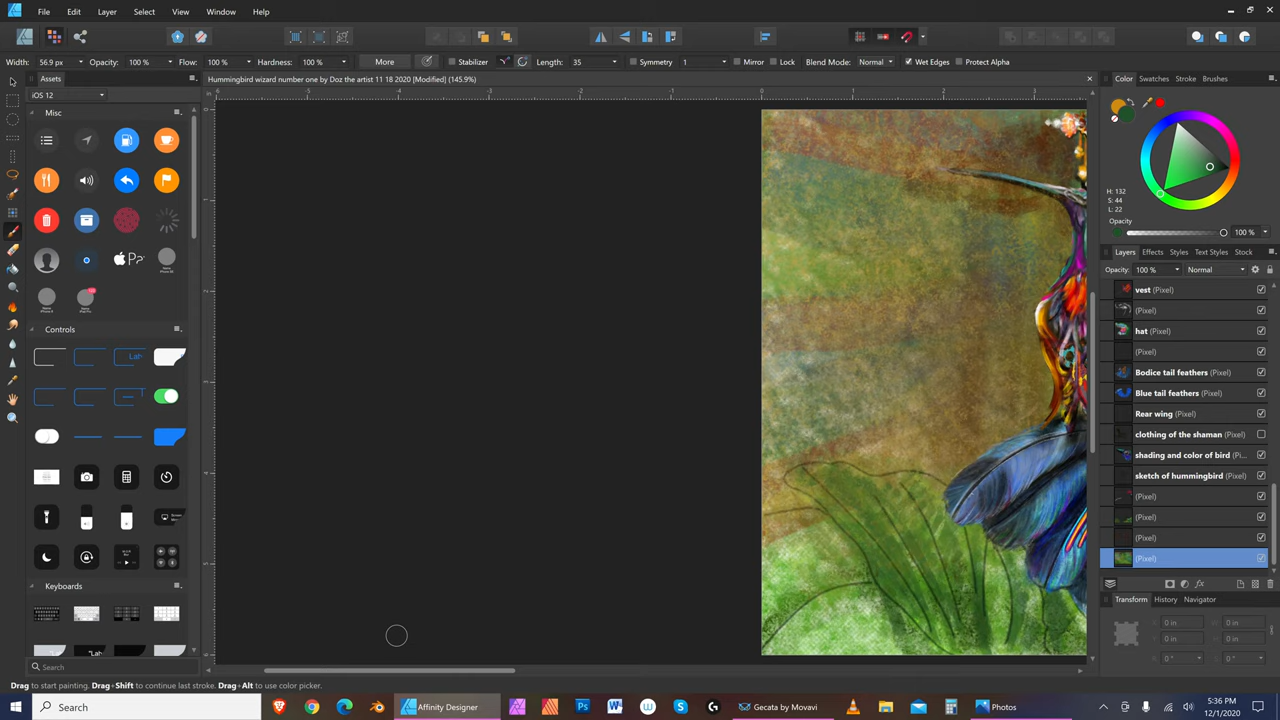 File Edit Layer Select View Window Help
Width: 56.9 px Opacity: 100 % Flow: 100 % Hardness: 100 % More Stabilizer Length: 35 Symmetry 1 Mirror Lock Blend Mode: Normal Wet Edges Protect Alpha
Assets
Hummingbird wizard number one by Doz the artist 11 18 2020 [Modified] (145.9%)
Color Swatches Stroke Brushes
iOS 12
Misc
H: 132
S: 44
L: 22
Opacity
100 %
Layers Effects Styles Text Styles Stock
Opacity: 100 % Normal
vest (Pixel)
(Pixel)
Controls
hat (Pixel)
(Pixel)
Bodice tail feathers (Pixel)
Blue tail feathers (Pixel)
Rear wing (Pixel)
clothing of the shaman (Pixel)
shading and color of bird (Pi...
sketch of hummingbird (Pixel)
(Pixel)
(Pixel)
(Pixel)
(Pixel)
Keyboards
Transform History Navigator
0 in 0 in
0 in 0 in
0 ° 0 °
Search
Drag to start painting. Drag+Shift to continue last stroke. Drag+Alt to use color picker.
Search
Affinity Designer
Gecata by Movavi
Photos
5:36 PM
12/1/2020